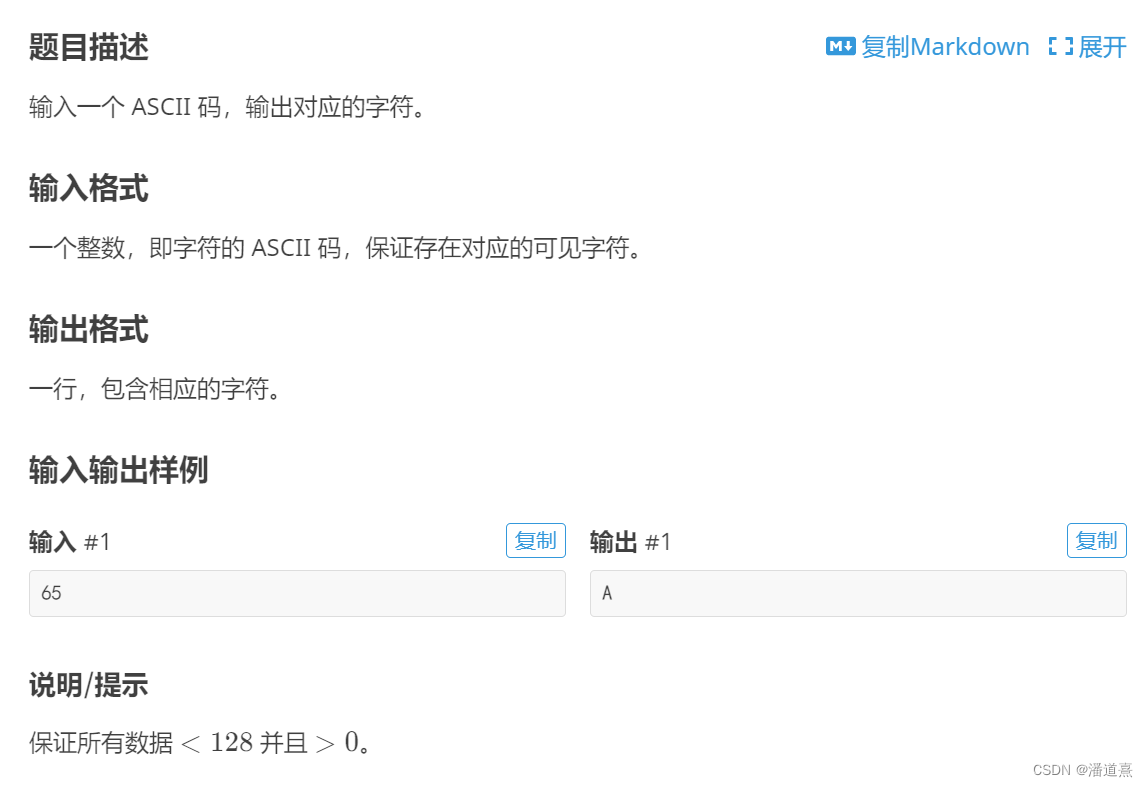 题目描述
M↓ 复制Markdown 展开
输入一个 ASCII 码，输出对应的字符。
输入格式
一个整数，即字符的 ASCII 码，保证存在对应的可见字符。
输出格式
一行，包含相应的字符。
输入输出样例
输入 #1 复制 输出 #1 复制
65 A
说明/提示
保证所有数据 < 128 并且 > 0。
CSDN @潘道熹